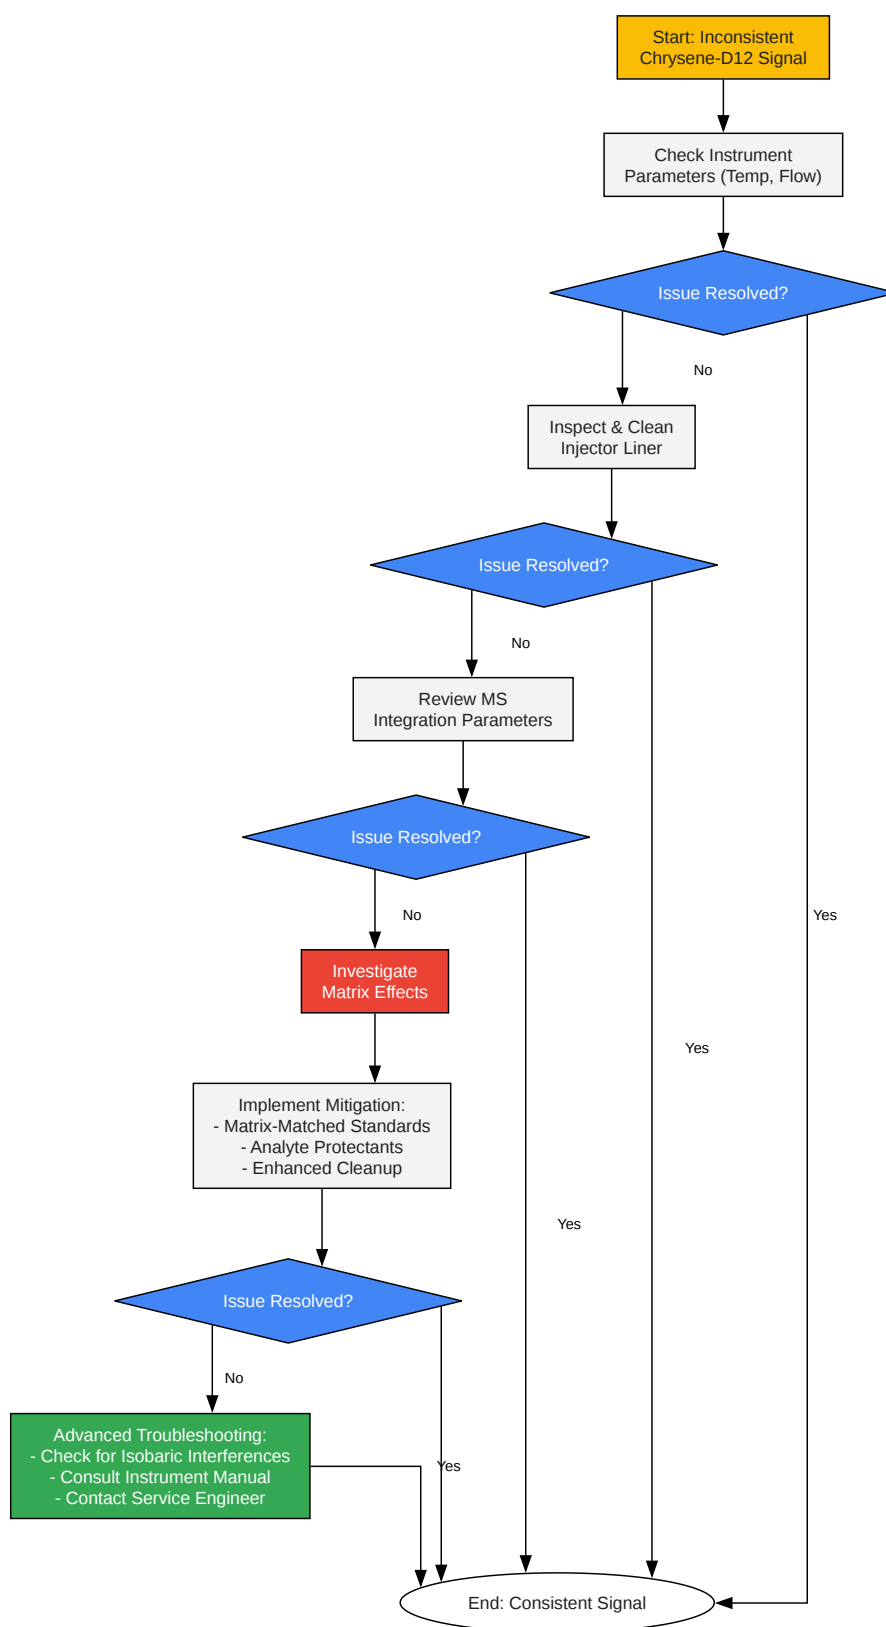 Start: Inconsistent
Chrysene-D12 Signal
Check Instrument
Parameters (Temp, Flow)
Issue Resolved?
No
Inspect & Clean
Injector Liner
Issue Resolved?
No
Review MS
Integration Parameters
Issue Resolved?
No
Yes
Investigate
Matrix Effects
Yes
Implement Mitigation:
- Matrix-Matched Standards
- Analyte Protectants
- Enhanced Cleanup
Yes
Issue Resolved?
No
Advanced Troubleshooting:
- Check for Isobaric Interferences
- Consult Instrument Manual
- Contact Service Engineer
Yes
End: Consistent Signal